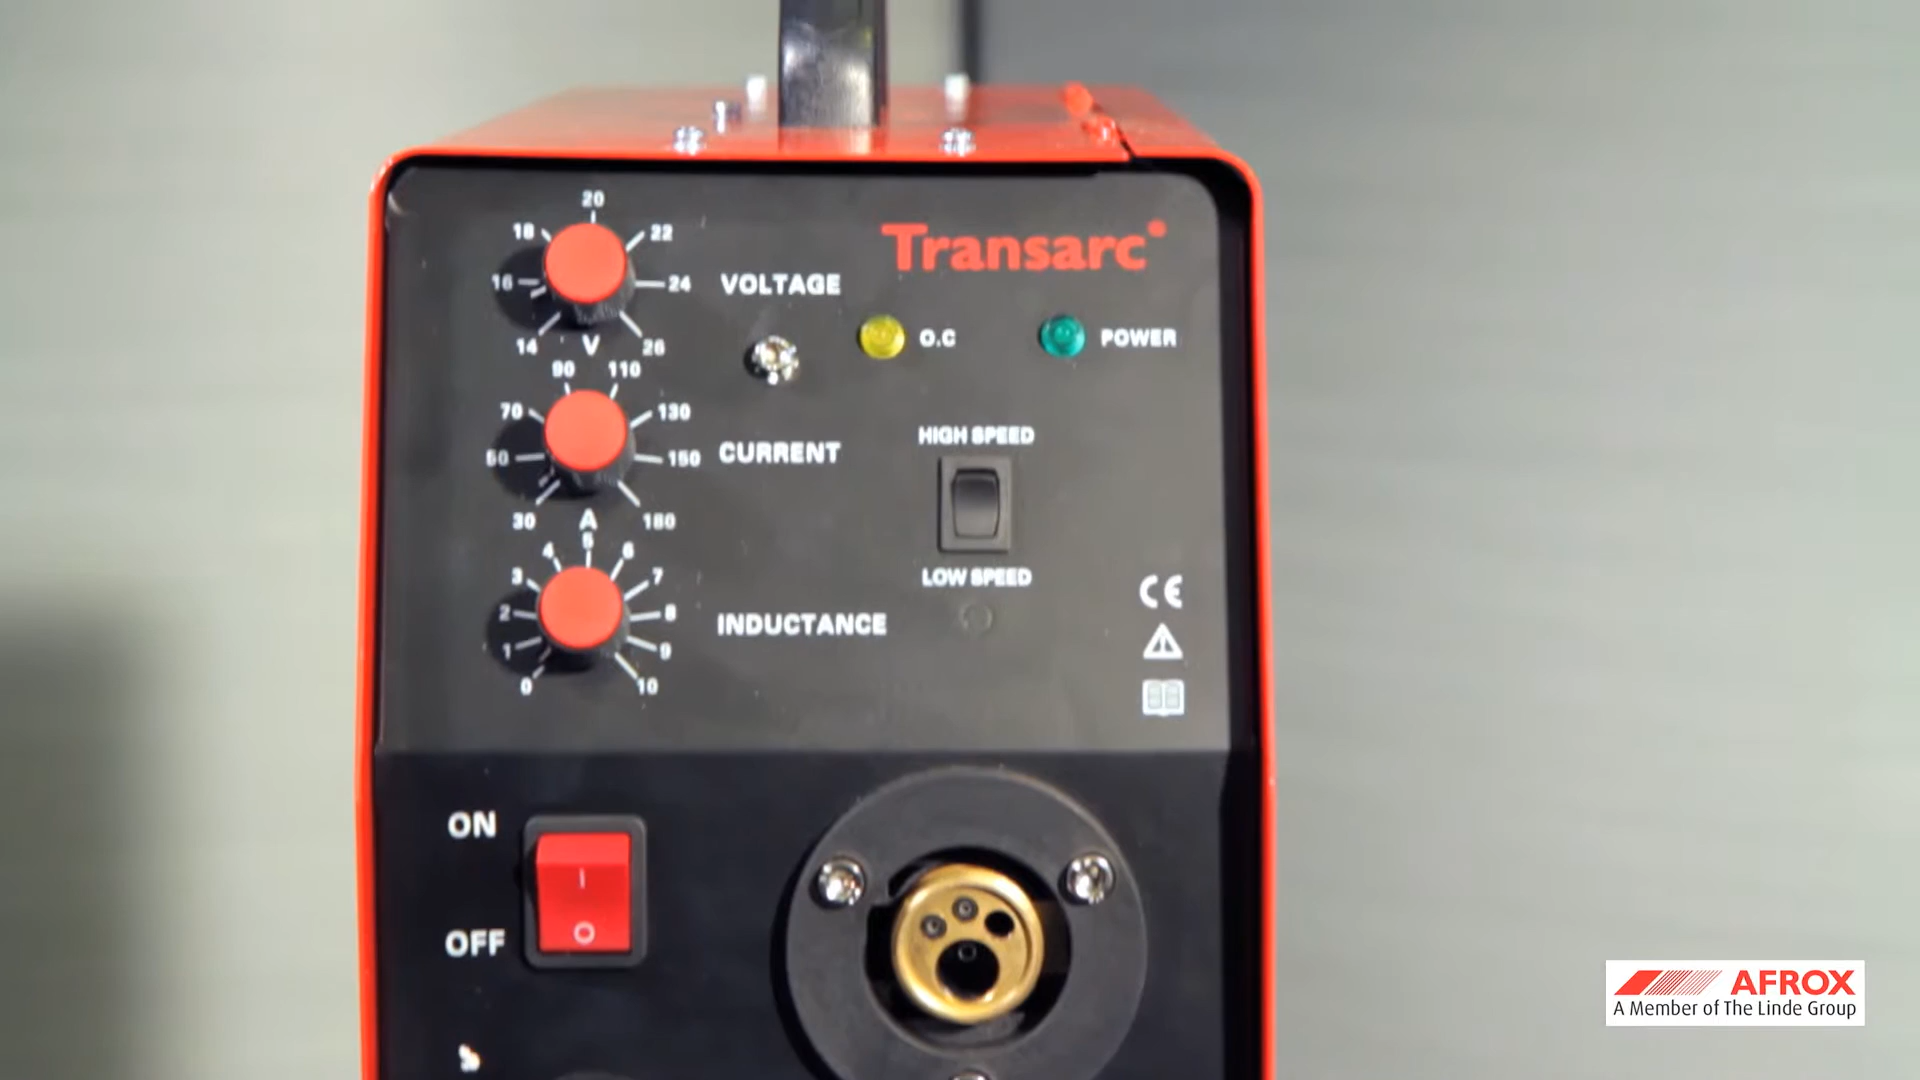 Transarc
14
16
18
20
22
24
26
V
VOLTAGE
O.C
POWER
30
50
70
90
110
130
150
180
A
CURRENT
HIGH SPEED
LOW SPEED
0
1
2
3
4
5
6
7
8
9
10
INDUCTANCE
CE
ON
I
O
OFF
AFROX
A Member of The Linde Group